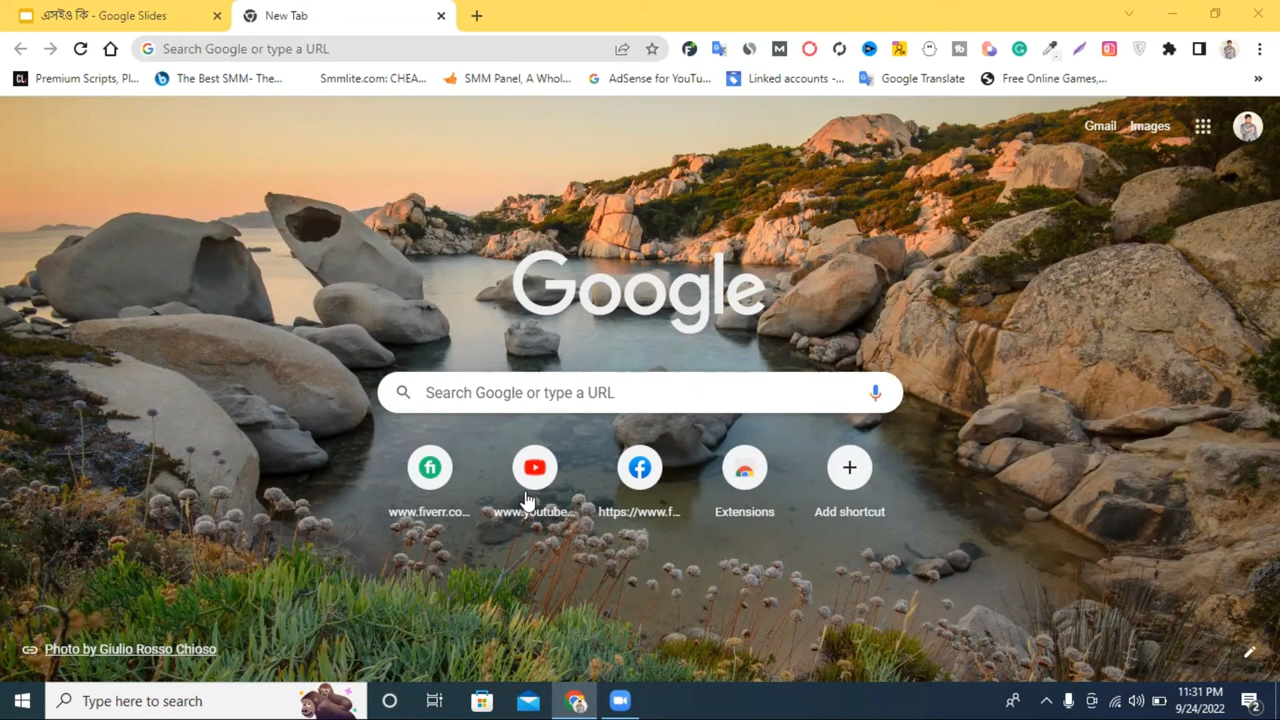 এসইও কি - Google Slides
New Tab
Search Google or type a URL
Premium Scripts, Pl...
The Best SMM- The...
Smmlite.com: CHEA...
SMM Panel, A Whol...
AdSense for YouTu...
Linked accounts -...
Google Translate
Free Online Games,...
Gmail
Images
Google
Search Google or type a URL
www.fiverr.co...
www.youtube...
https://www.f...
Extensions
Add shortcut
Photo by Giulio Rosso Chioso
Type here to search
11:31 PM
9/24/2022
2